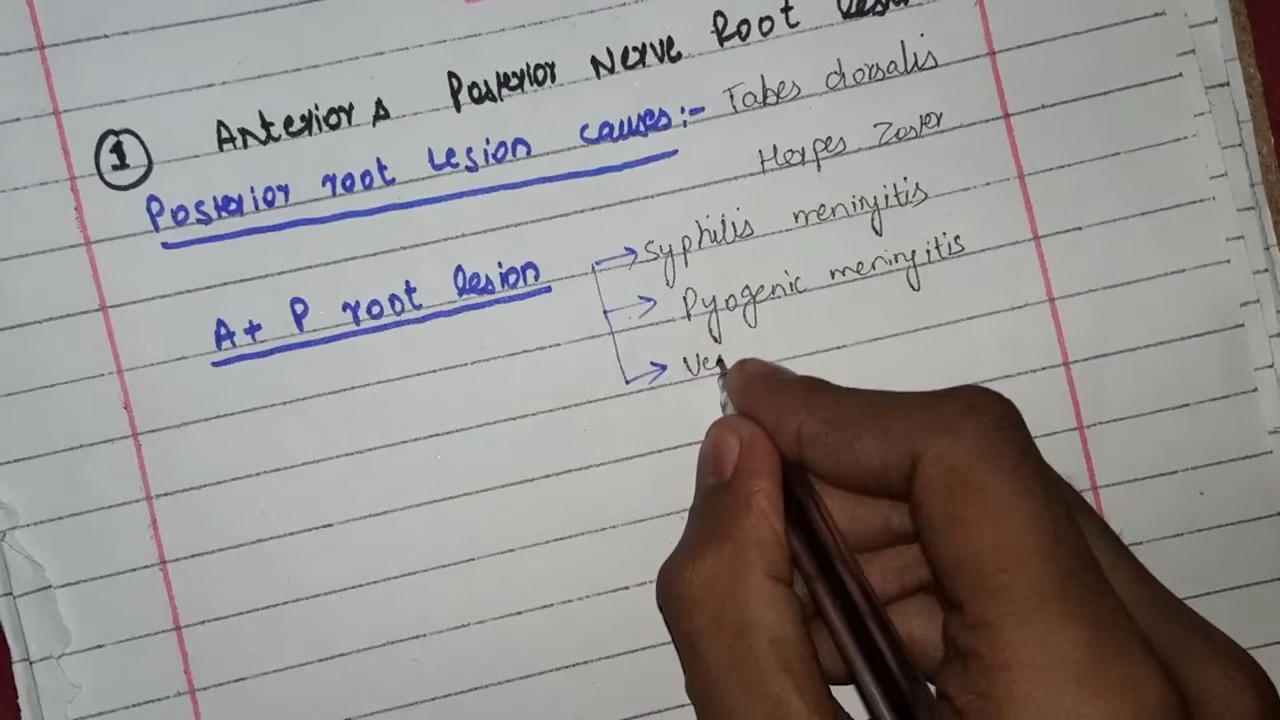 1 Anterior & Posterior Nerve Root
Posterior root lesion causes:- Tabes dorsalis
Herpes Zoster
A+ P root lesion → Syphilis meningitis
→ Pyogenic meningitis
→ Ve